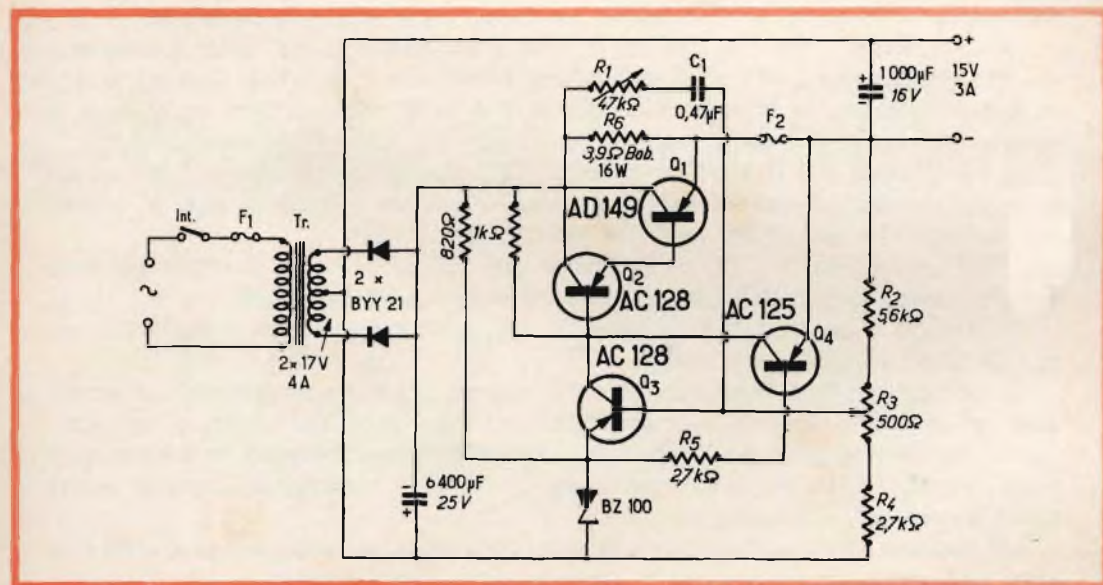 R1
47kΩ
C1
0,47µF
R6
3,9Ω Bob.
16W
F2
1000µF
16V
+
15V
3A
-
Q1
AD 149
Int.
F1
Tr.
2 ×
BYY 21
2×17V
4A
820Ω
1kΩ
Q2
AC 128
AC 125
Q4
AC 128
Q3
R2
5,6kΩ
R3
500Ω
R5
2,7kΩ
R4
2,7kΩ
6400µF
25V
BZ 100